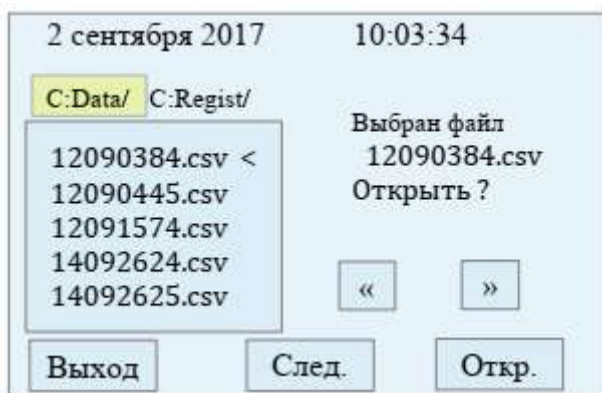 2 сентября 2017 10:03:34
C:Data/ C:Regist/
12090384.csv <
12090445.csv
12091574.csv
14092624.csv
14092625.csv
Выбран файл
12090384.csv
Открыть ?
« »
Выход След. Откр.